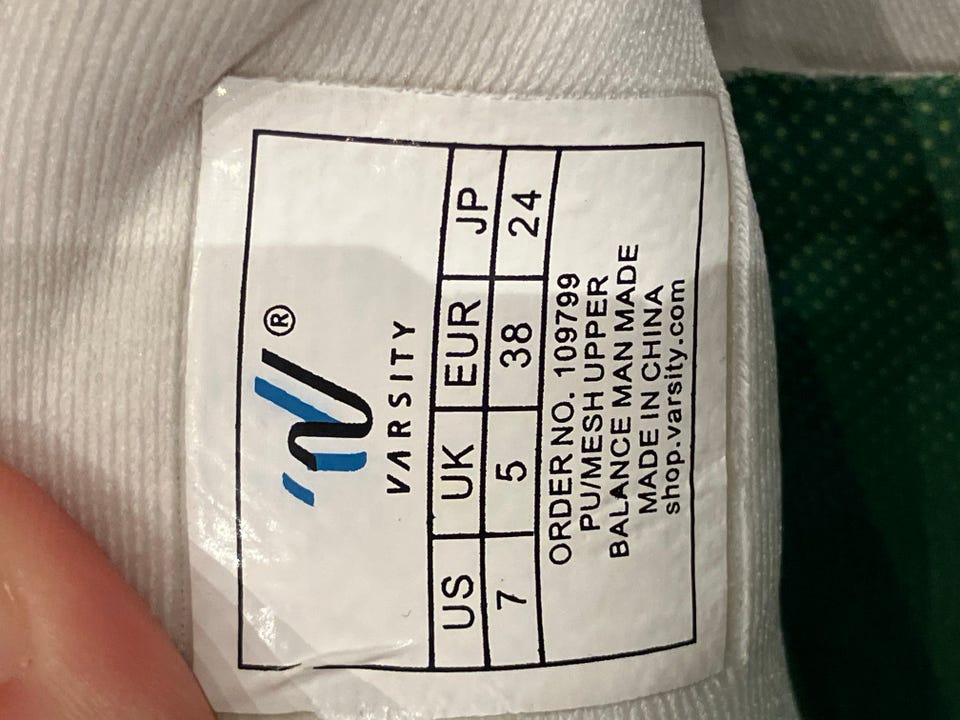 ®
VARSITY
US UK EUR JP
7 5 38 24
ORDER NO. 109799
PU/MESH UPPER
BALANCE MAN MADE
MADE IN CHINA
shop.varsity.com